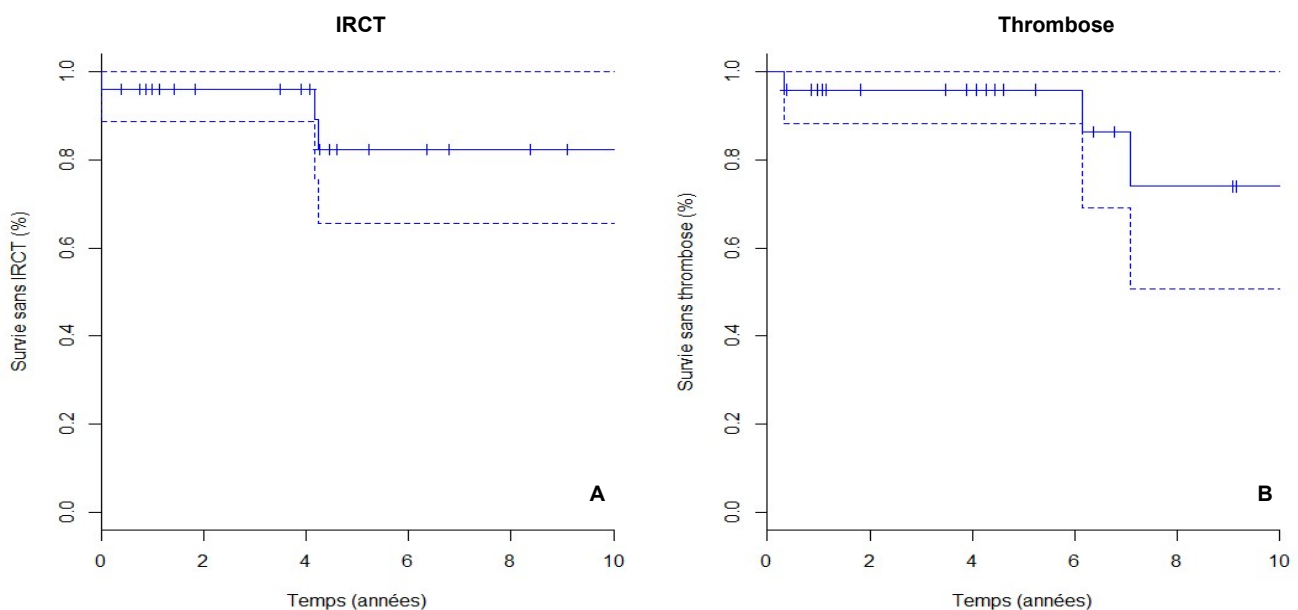 IRCT
Survie sans IRCT (%)
1.0
0.8
0.6
0.4
0.2
0.0
A
0 2 4 6 8 10
Temps (années)
Thrombose
Survie sans thrombose (%)
1.0
0.8
0.6
0.4
0.2
0.0
B
0 2 4 6 8 10
Temps (années)